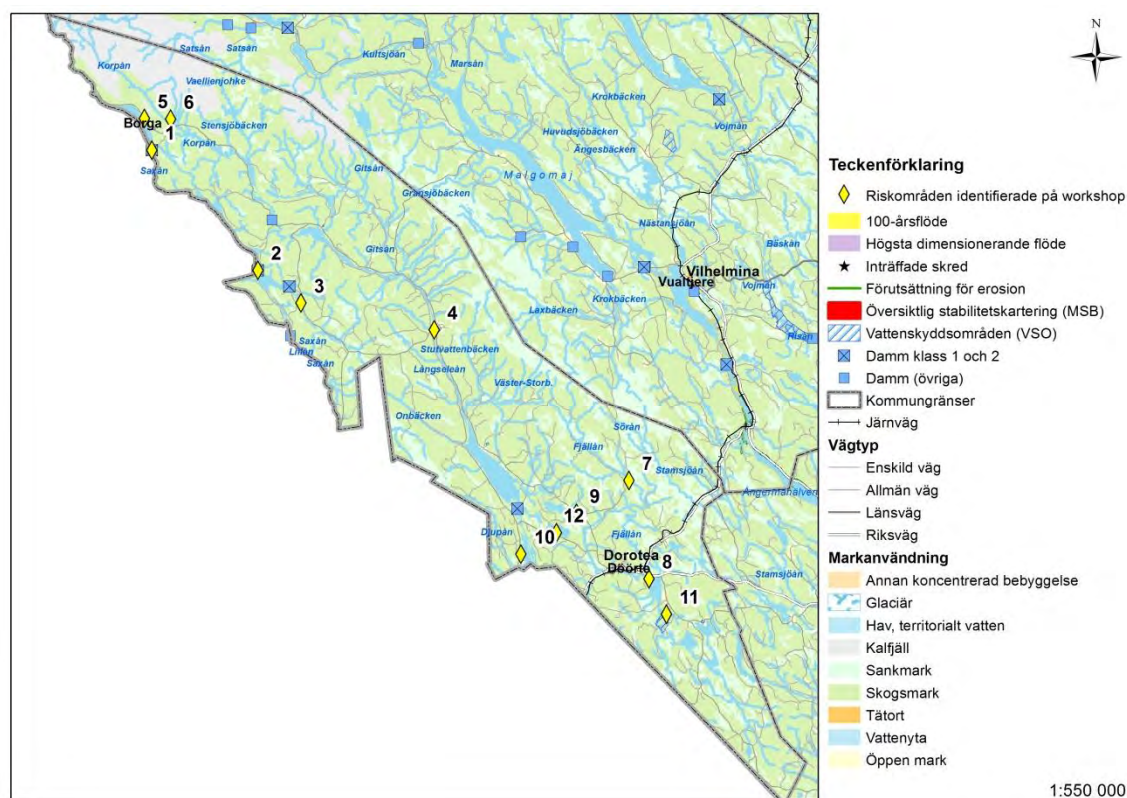 N
Satsån
Satsån
Kultsjöån
Marsån
Korpån
Vaellienjohke
Krokbäcken
Vojmån
5
6
Borga
1
Stensjöbäcken
Korpån
Saxån
Huvudsjöbäcken
Ängesbäcken
Malgomaj
Gitsån
Gransjöbäcken
Nästansjöån
Bäskån
Gitsån
2
3
4
Vilhelmina
Vualtjere
Vojmån
Krokbäcken
Laxbäcken
Saxån
Lillån
Saxån
Stutvattenbäcken
Långseleån
Väster-Storb.
Onbäcken
Sörån
Fjällån
7
Stamsjöån
Ångermanälven
9
12
Djupån
10
Fjällån
Dorotea
Döörte
8
Stamsjöån
11
Teckenförklaring
Riskområden identifierade på workshop
100-årsflöde
Högsta dimensionerande flöde
Inträffade skred
Förutsättning för erosion
Översiktlig stabilitetskartering (MSB)
Vattenskyddsområden (VSO)
Damm klass 1 och 2
Damm (övriga)
Kommungränser
Järnväg
Vägtyp
Enskild väg
Allmän väg
Länsväg
Riksväg
Markanvändning
Annan koncentrerad bebyggelse
Glaciär
Hav, territorialt vatten
Kalfjäll
Sankmark
Skogsmark
Tätort
Vattenyta
Öppen mark
1:550 000